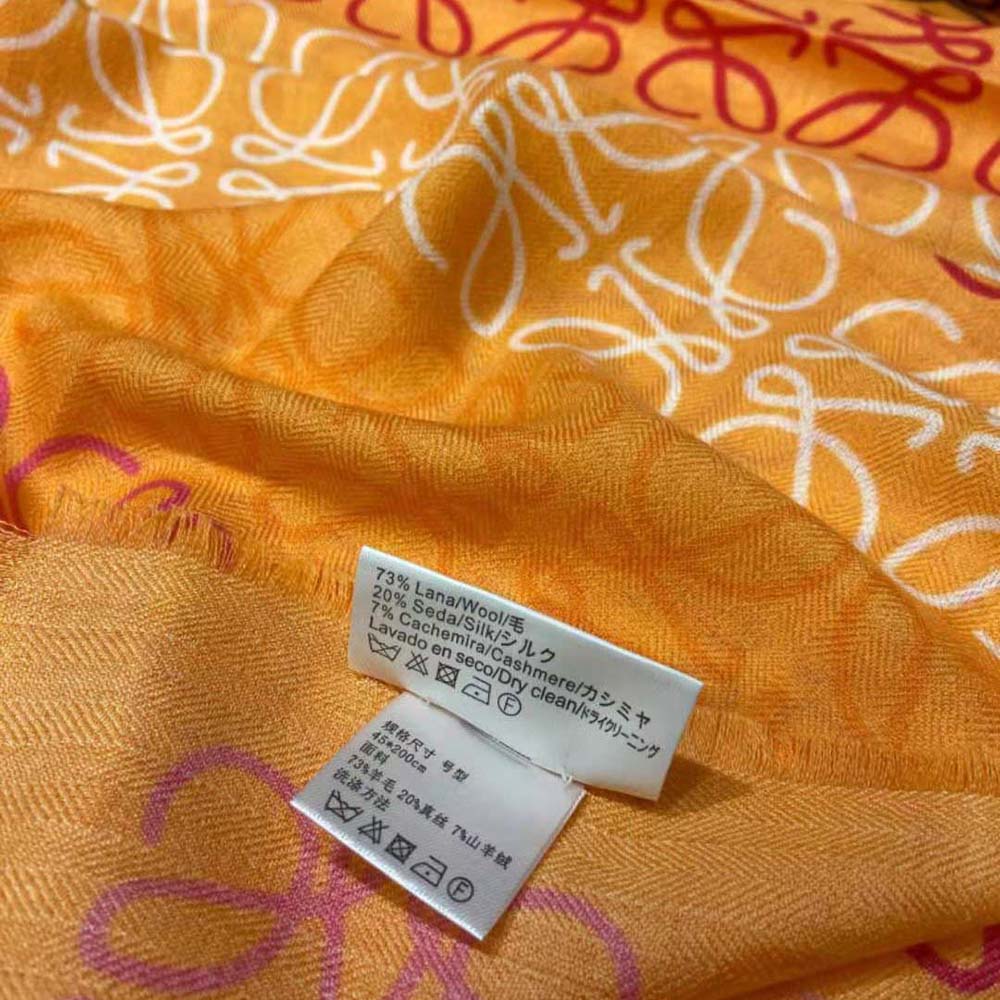 73% Lana/Wool/毛
20% Seda/Silk/シルク
7% Cachemira/Cashmere/カシミヤ
Lavado en seco/Dry clean/ドライクリーニング
F
规格尺寸 号型
45*200cm
面料
73%羊毛 20%真丝 7%山羊绒
洗涤方法
F